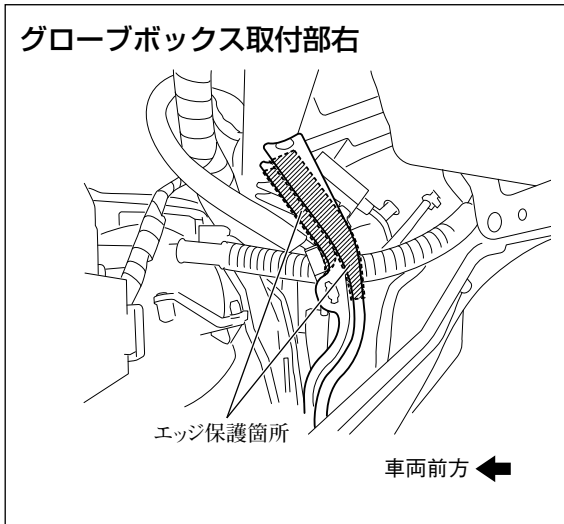 グローブボックス取付部右
エッジ保護箇所
車両前方